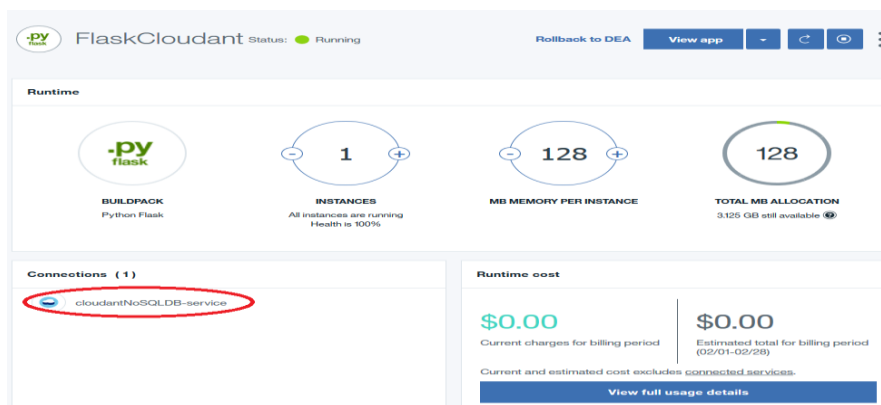 .py
flask
FlaskCloudant Status: Running
Rollback to DEA
View app
Runtime
.py
flask
- 1 +
- 128 +
128
BUILDPACK
Python Flask
INSTANCES
All instances are running
Health is 100%
MB MEMORY PER INSTANCE
TOTAL MB ALLOCATION
3.125 GB still available ?
Connections (1)
cloudantNoSQLDB-service
Runtime cost
$0.00
Current charges for billing period
$0.00
Estimated total for billing period
(02/01-02/28)
Current and estimated cost excludes connected services.
View full usage details